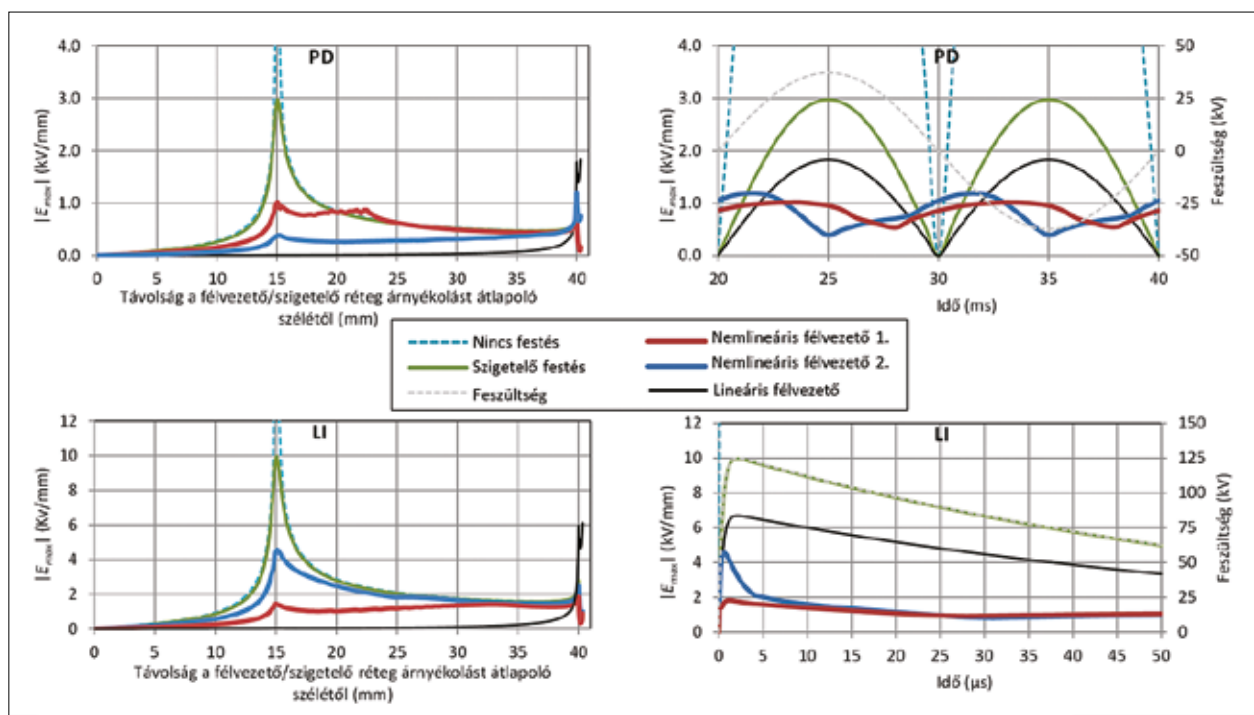 PD
4.0
3.0
2.0
1.0
0.0
|Emax| (kV/mm)
0 5 10 15 20 25 30 35 40
Távolság a félvezető/szigetelő réteg árnyékolást átlapoló
szélétől (mm)
PD
4.0
3.0
2.0
1.0
0.0
|Emax| (kV/mm)
50
25
0
-25
-50
Feszültség (kV)
20 25 30 35 40
Idő (ms)
Nincs festés
Szigetelő festés
Feszültség
Nemlineáris félvezető 1.
Nemlineáris félvezető 2.
Lineáris félvezető
LI
12
10
8
6
4
2
0
|Emax| (Kv/mm)
0 5 10 15 20 25 30 35 40
Távolság a félvezető/szigetelő réteg árnyékolást átlapoló
szélétől (mm)
LI
12
10
8
6
4
2
0
|Emax| (kV/mm)
150
125
100
75
50
25
0
Feszültség (kV)
0 5 10 15 20 25 30 35 40 45 50
Idő (µs)